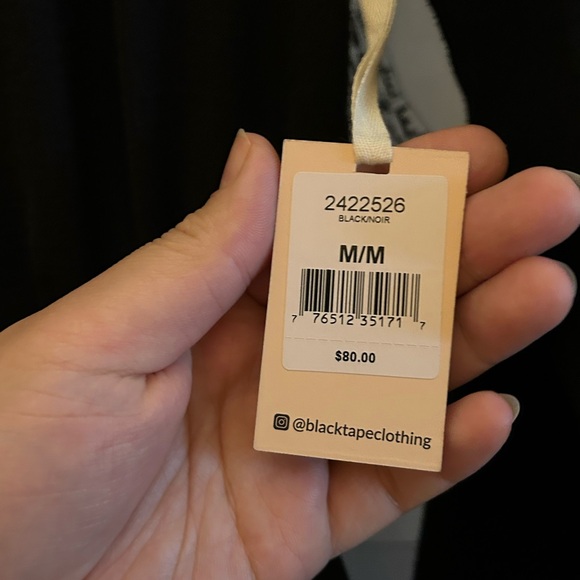 2422526
BLACK/NOIR
M/M
7 76512 35171 7
$80.00
@blacktapeclothing